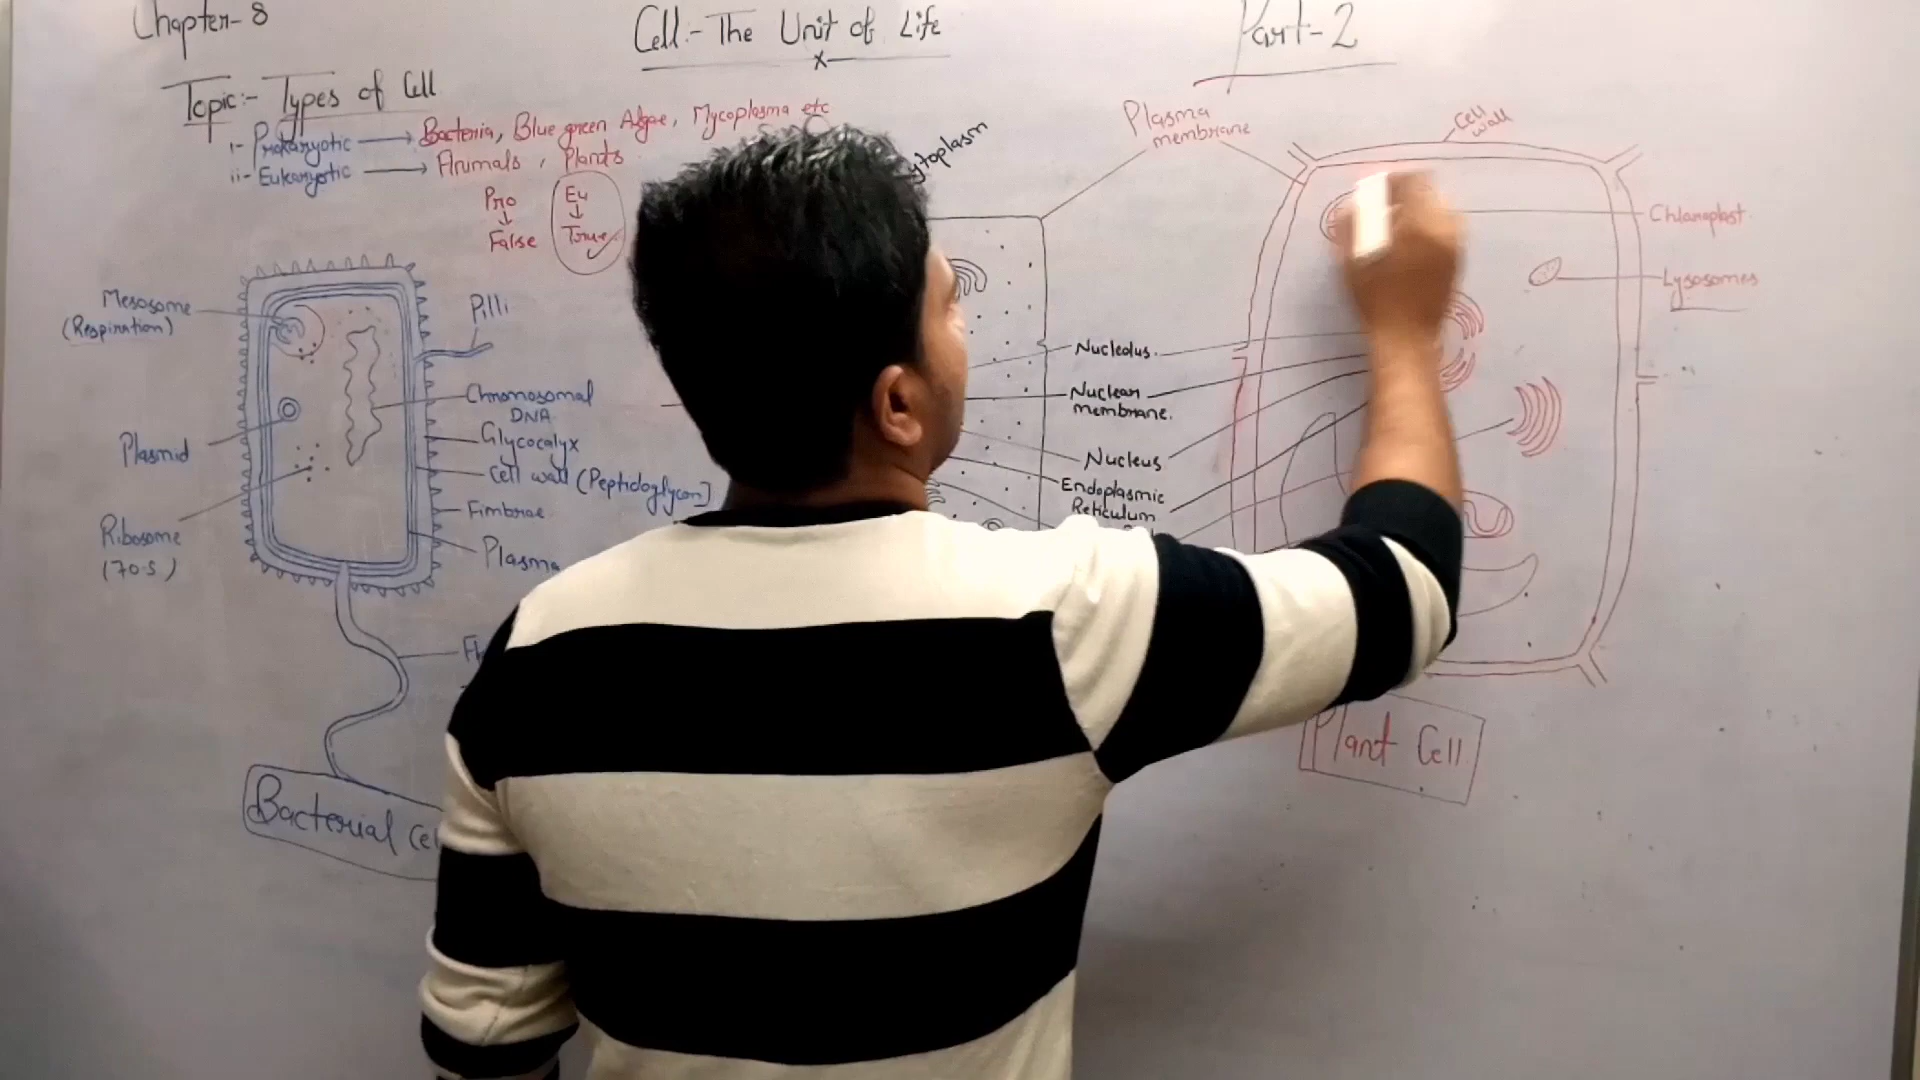 Chapter-8
Cell:- The Unit of Life
x
Part-2
Topic:- Types of Cell
i- Prokaryotic → Bacteria, Blue green Algae, Mycoplasma etc
ii- Eukaryotic → Animals, Plants
Pro
↓
False
Eu
↓
True
Mesosome
(Respiration)
Plasmid
Ribosome
(70-S)
Pilli
Chromosomal
DNA
Glycocalyx
Cell wall (Peptidoglycan)
Fimbrae
Plasma
Bacterial Cel
ytoplasm
Plasma
membrane
Cell
wall
Nucleolus.
Nuclear
membrane.
Nucleus
Endoplasmic
Reticulum
Chloroplast
Lysosomes
Plant Cell